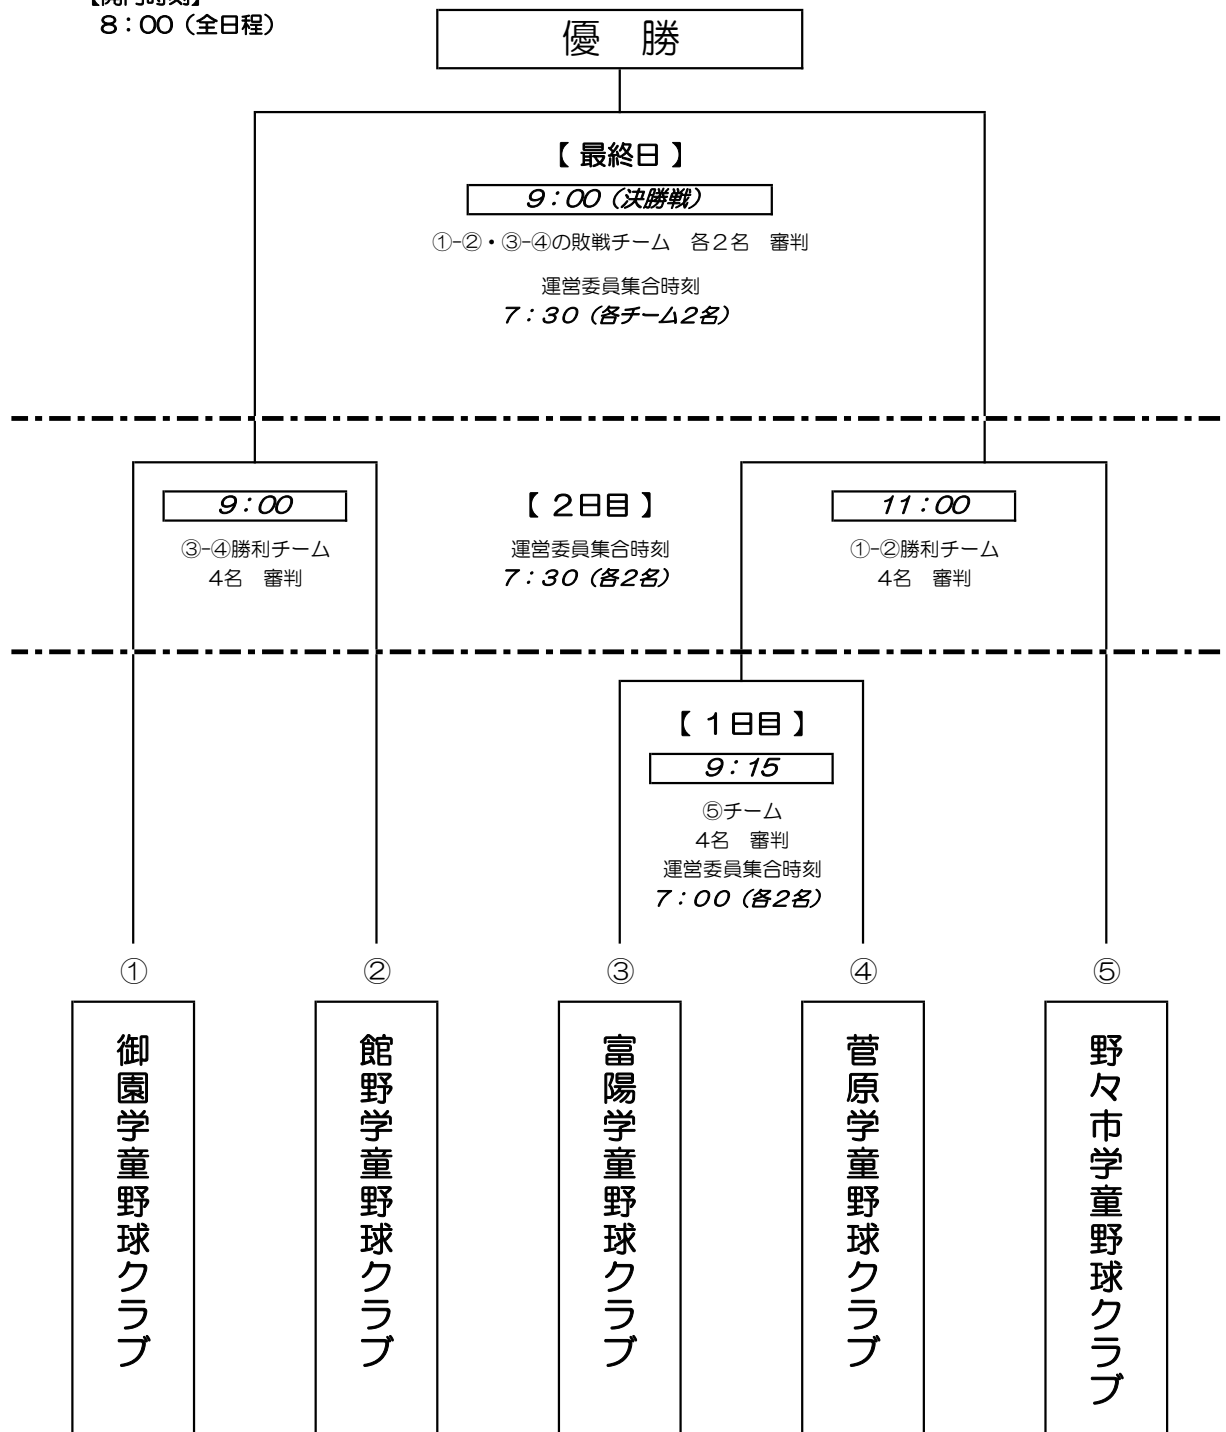 8：00（全日程）
優　勝
【 最終日 】
9：00（決勝戦）
①-②・③-④の敗戦チーム　各2名　審判
運営委員集合時刻
7：30（各チーム2名）
9：00
③-④勝利チーム
4名　審判
【 2日目 】
運営委員集合時刻
7：30（各2名）
11：00
①-②勝利チーム
4名　審判
【 1日目 】
9：15
⑤チーム
4名　審判
運営委員集合時刻
7：00（各2名）
①
②
③
④
⑤
御園学童野球クラブ
館野学童野球クラブ
富陽学童野球クラブ
菅原学童野球クラブ
野々市学童野球クラブ